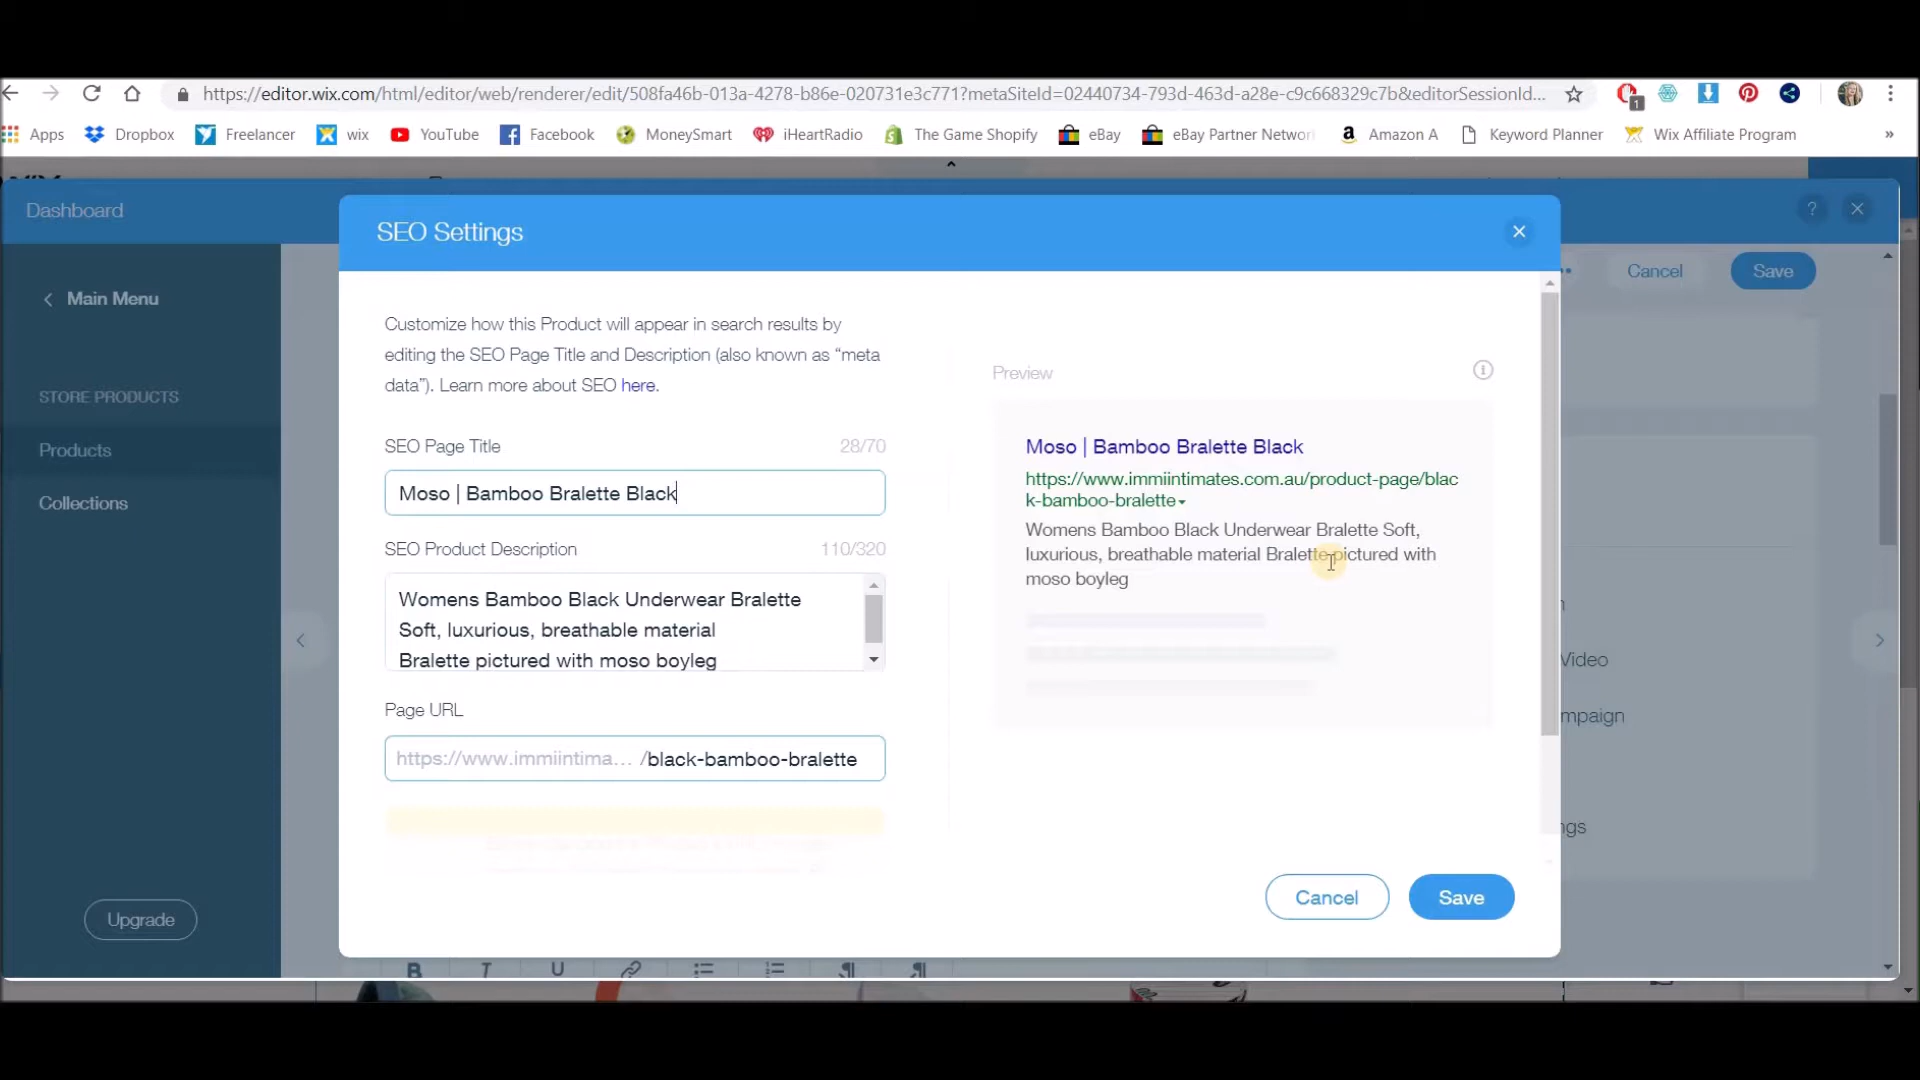 https://editor.wix.com/html/editor/web/renderer/edit/508fa46b-013a-4278-b86e-020731e3c771?metaSiteId=02440734-793d-463d-a28e-c9c668329c7b&editorSessionId...
1
Apps Dropbox Freelancer wix YouTube Facebook MoneySmart iHeartRadio The Game Shopify eBay eBay Partner Networ Amazon A Keyword Planner Wix Affiliate Program »
Dashboard
?
SEO Settings
Main Menu
Cancel
Save
Customize how this Product will appear in search results by
editing the SEO Page Title and Description (also known as “meta
data”). Learn more about SEO here.
Preview
STORE PRODUCTS
Products
Collections
SEO Page Title 28/70
Moso | Bamboo Bralette Black
Moso | Bamboo Bralette Black
https://www.immiintimates.com.au/product-page/blac
k-bamboo-bralette
Womens Bamboo Black Underwear Bralette Soft,
luxurious, breathable material Bralette pictured with
moso boyleg
SEO Product Description 110/320
Womens Bamboo Black Underwear Bralette
Soft, luxurious, breathable material
Bralette pictured with moso boyleg
Video
Page URL
mpaign
https://www.immiintima... /black-bamboo-bralette
ngs
Cancel
Save
Upgrade
B T U